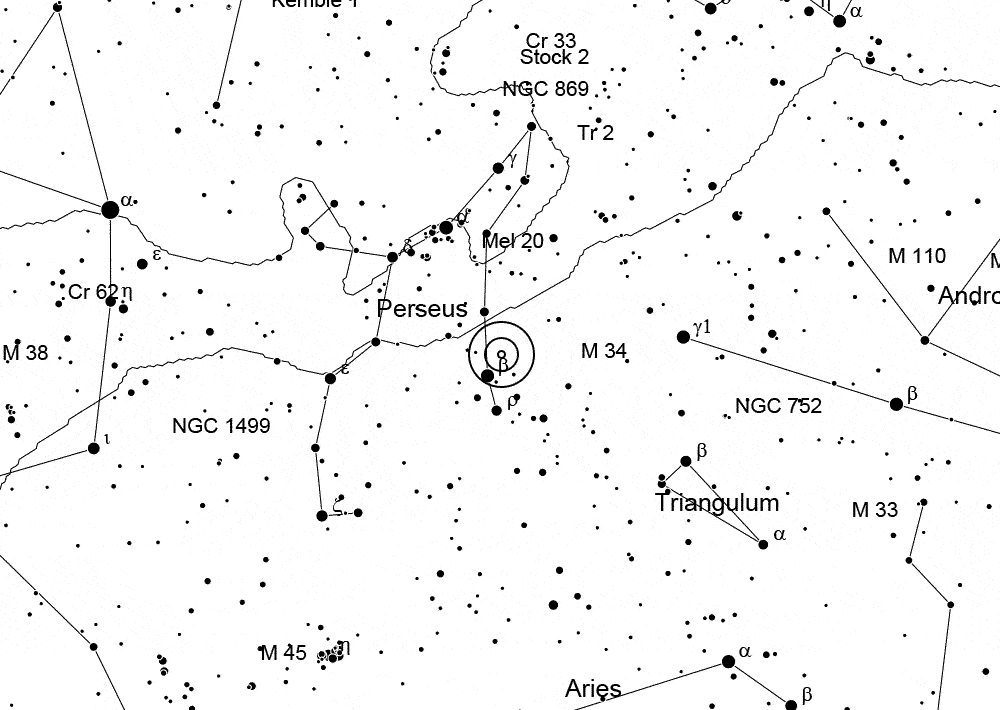 Kemble 1
α
η
Cr 33
Stock 2
NGC 869
Tr 2
γ
α
α
Mel 20
δ
ε
M 110
Cr 62
η
Perseus
Andro
M 38
M 34
γ1
β
ε
β
ρ
NGC 752
NGC 1499
ι
β
Triangulum
M 33
ζ
α
M 45
η
α
Aries
β